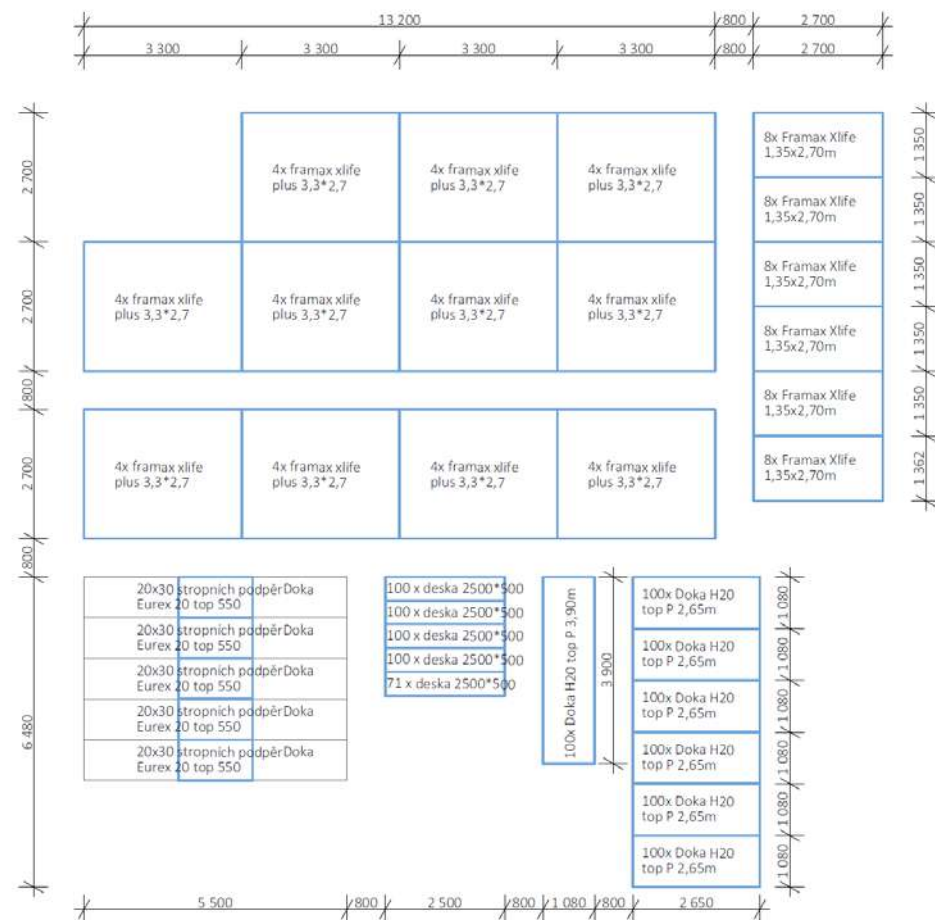 13 200
800
2 700
3 300
3 300
3 300
3 300
800
2 700
2 700
4x framax xlife
plus 3,3*2,7
4x framax xlife
plus 3,3*2,7
4x framax xlife
plus 3,3*2,7
8x Framax Xlife
1,35x2,70m
1 350
8x Framax Xlife
1,35x2,70m
1 350
2 700
4x framax xlife
plus 3,3*2,7
4x framax xlife
plus 3,3*2,7
4x framax xlife
plus 3,3*2,7
4x framax xlife
plus 3,3*2,7
8x Framax Xlife
1,35x2,70m
1 350
8x Framax Xlife
1,35x2,70m
1 350
800
8x Framax Xlife
1,35x2,70m
1 350
2 700
4x framax xlife
plus 3,3*2,7
4x framax xlife
plus 3,3*2,7
4x framax xlife
plus 3,3*2,7
4x framax xlife
plus 3,3*2,7
8x Framax Xlife
1,35x2,70m
1 362
800
6 480
20x30 stropních podpěr Doka
Eurex 20 top 550
20x30 stropních podpěr Doka
Eurex 20 top 550
20x30 stropních podpěr Doka
Eurex 20 top 550
20x30 stropních podpěr Doka
Eurex 20 top 550
20x30 stropních podpěr Doka
Eurex 20 top 550
100 x deska 2500*500
100 x deska 2500*500
100 x deska 2500*500
100 x deska 2500*500
71 x deska 2500*500
100x Doka H20 top P 3,90m
3 900
100x Doka H20
top P 2,65m
1 080
100x Doka H20
top P 2,65m
1 080
100x Doka H20
top P 2,65m
1 080
100x Doka H20
top P 2,65m
1 080
100x Doka H20
top P 2,65m
1 080
100x Doka H20
top P 2,65m
1 080
5 500
800
2 500
800
1 080
800
2 650